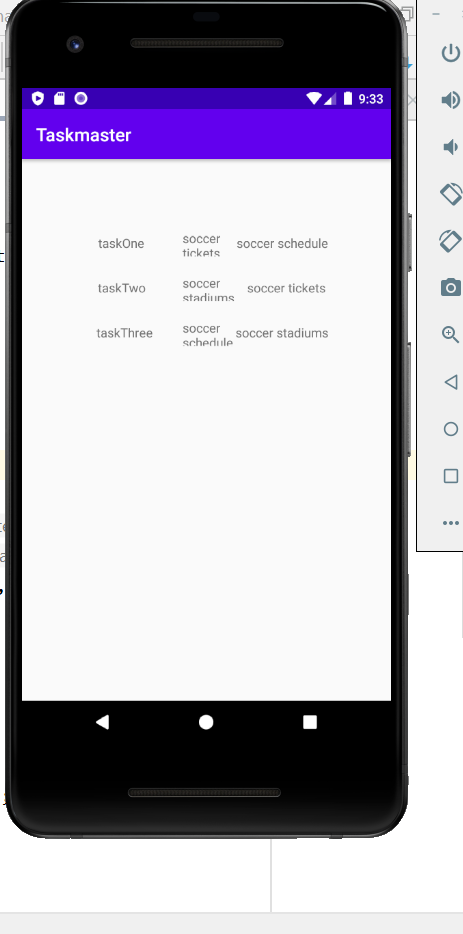 9:33
Taskmaster
taskOne soccer tickets soccer schedule
taskTwo soccer stadiums soccer tickets
taskThree soccer schedule soccer stadiums